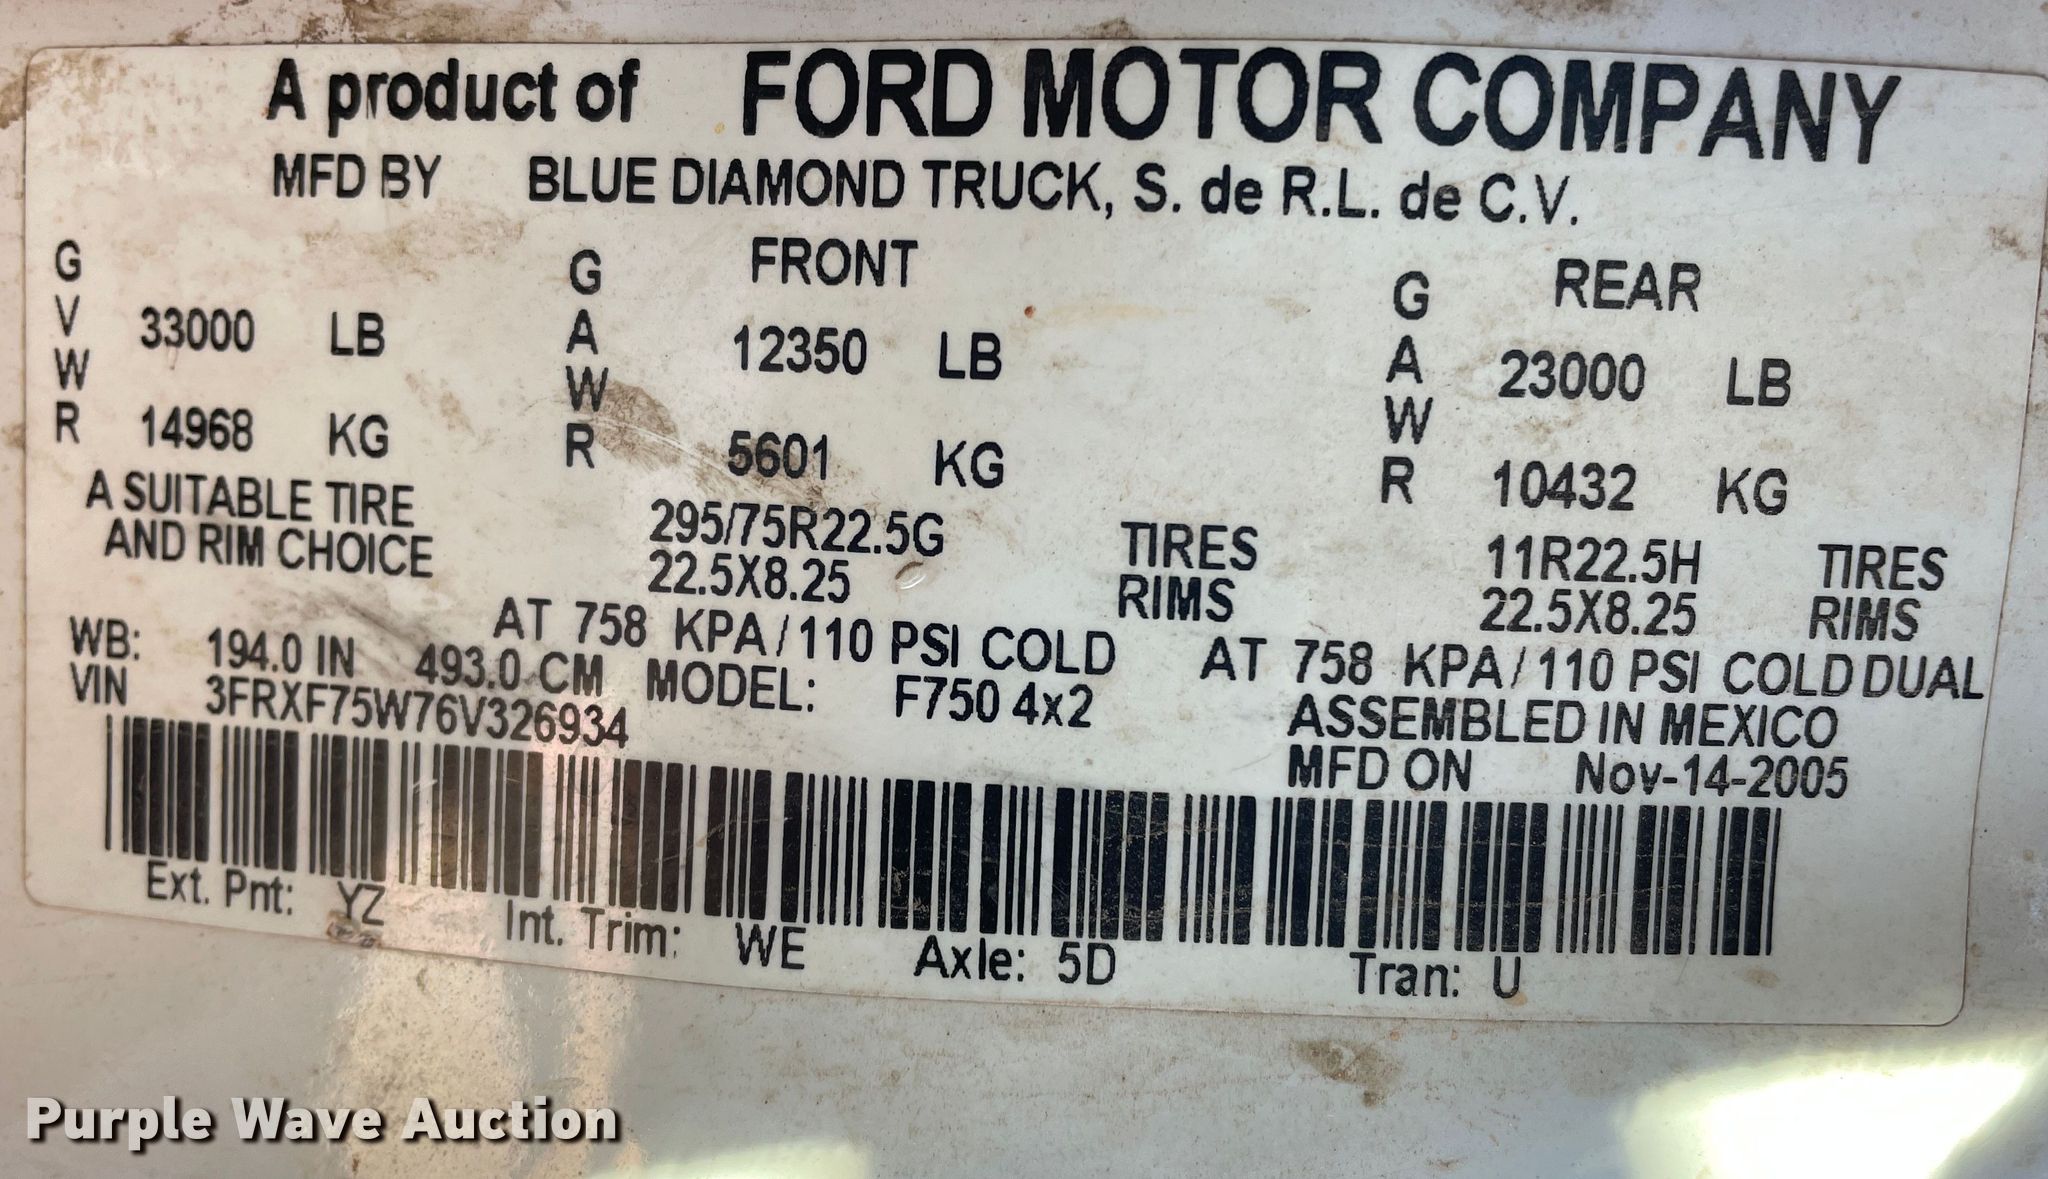 A product of FORD MOTOR COMPANY
MFD BY BLUE DIAMOND TRUCK, S. de R.L. de C.V.
GVWR 33000 LB 14968 KG
GAWR FRONT 12350 LB 5601 KG
GAWR REAR 23000 LB 10432 KG
A SUITABLE TIRE 295/75R22.5G TIRES 11R22.5H TIRES
AND RIM CHOICE 22.5X8.25 RIMS 22.5X8.25 RIMS
AT 758 KPA/110 PSI COLD AT 758 KPA/110 PSI COLD DUAL
WB: 194.0 IN 493.0 CM MODEL: F750 4x2 ASSEMBLED IN MEXICO
VIN 3FRXF75W76V326934 MFD ON Nov-14-2005
Ext. Pnt: YZ Int. Trim: WE Axle: 5D Tran: U
Purple Wave Auction